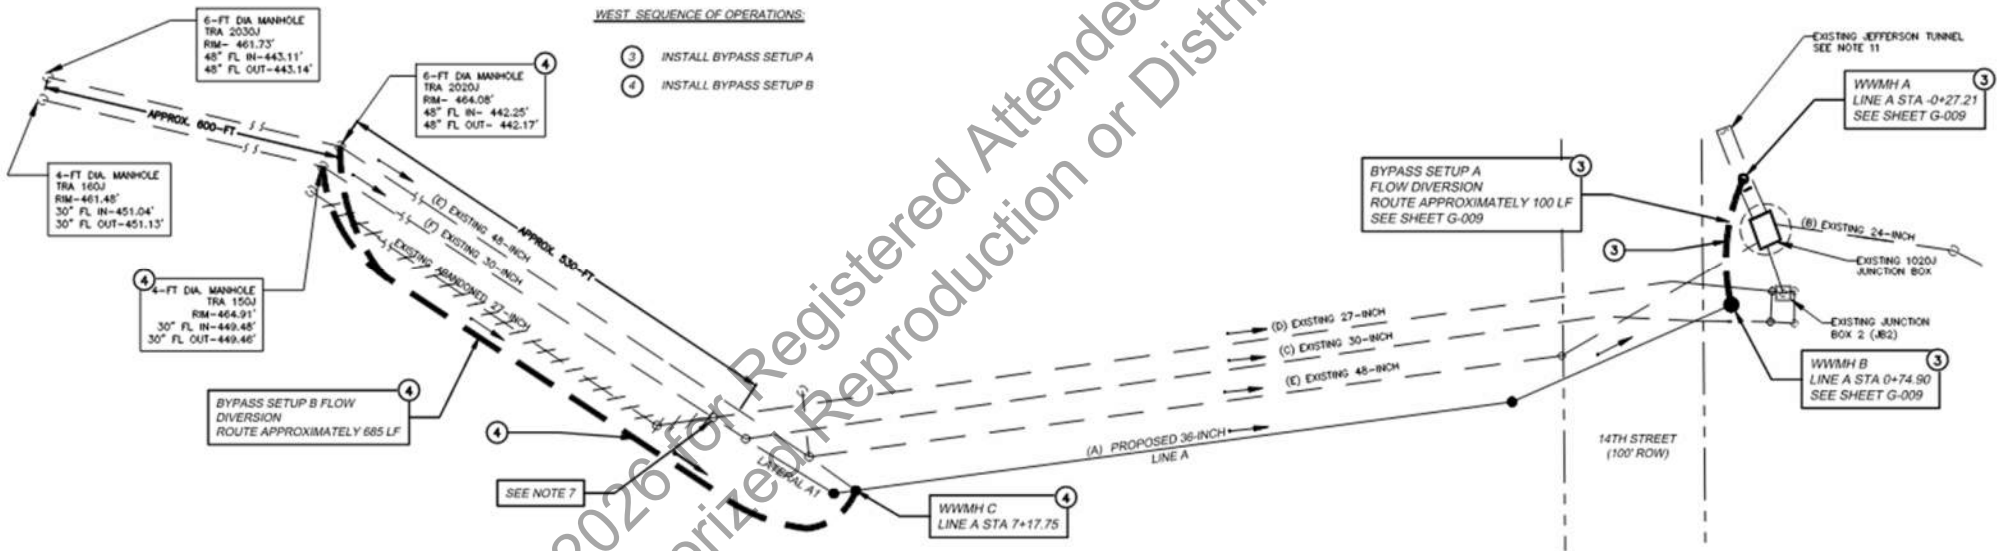 WEST SEQUENCE OF OPERATIONS:
3 INSTALL BYPASS SETUP A
4 INSTALL BYPASS SETUP B
6-FT DIA MANHOLE
TRA 2030J
RIM- 461.73'
48" FL IN-443.11'
48" FL OUT-443.14'
4
6-FT DIA MANHOLE
TRA 2020J
RIM- 464.08'
48" FL IN- 442.25'
48" FL OUT- 442.17'
APPROX. 600-FT
4-FT DIA. MANHOLE
TRA 160J
RIM-461.48'
30" FL IN-451.04'
30" FL OUT-451.13'
4
4-FT DIA. MANHOLE
TRA 150J
RIM-464.91'
30" FL IN-449.48'
30" FL OUT-449.46'
(E) EXISTING 48-INCH
(F) EXISTING 30-INCH
EXISTING ABANDONED 27-INCH
APPROX. 530-FT
4
BYPASS SETUP B FLOW
DIVERSION
ROUTE APPROXIMATELY 685 LF
4
SEE NOTE 7
LATERAL A1
4
WWMH C
LINE A STA 7+17.75
(D) EXISTING 27-INCH
(C) EXISTING 30-INCH
(E) EXISTING 48-INCH
(A) PROPOSED 36-INCH
LINE A
3
BYPASS SETUP A
FLOW DIVERSION
ROUTE APPROXIMATELY 100 LF
SEE SHEET G-009
3
14TH STREET
(100' ROW)
EXISTING JEFFERSON TUNNEL
SEE NOTE 11
3
WWMH A
LINE A STA -0+27.21
SEE SHEET G-009
(B) EXISTING 24-INCH
EXISTING 1020J
JUNCTION BOX
EXISTING JUNCTION
BOX 2 (JB2)
3
WWMH B
LINE A STA 0+74.90
SEE SHEET G-009
2026 for Registered Attendee
orized Reproduction or Distri